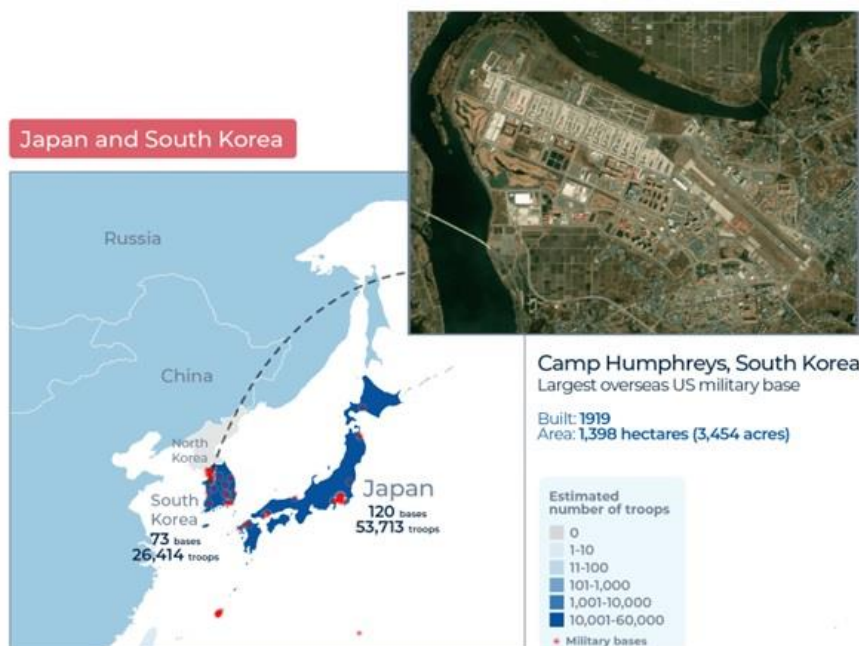 Japan and South Korea
Russia
China
North
Korea
South
Korea
73 bases
26,414 troops
Japan
120 bases
53,713 troops
Camp Humphreys, South Korea
Largest overseas US military base
Built: 1919
Area: 1,398 hectares (3,454 acres)
Estimated
number of troops
0
1-10
11-100
101-1,000
1,001-10,000
10,001-60,000
Military bases